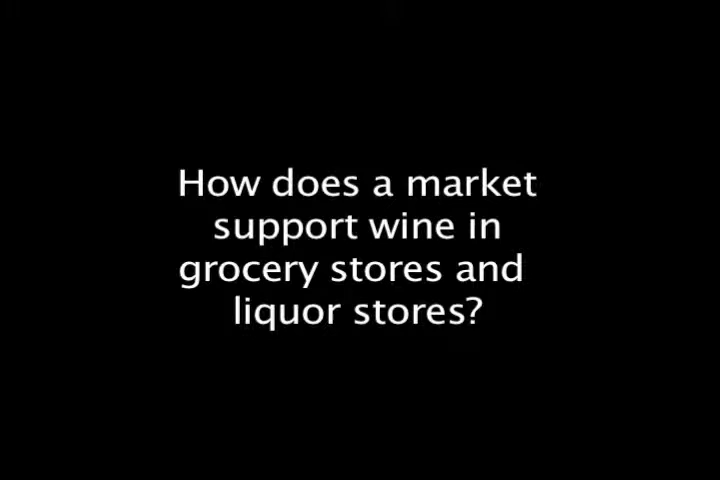 How does a market
support wine in
grocery stores and
liquor stores?